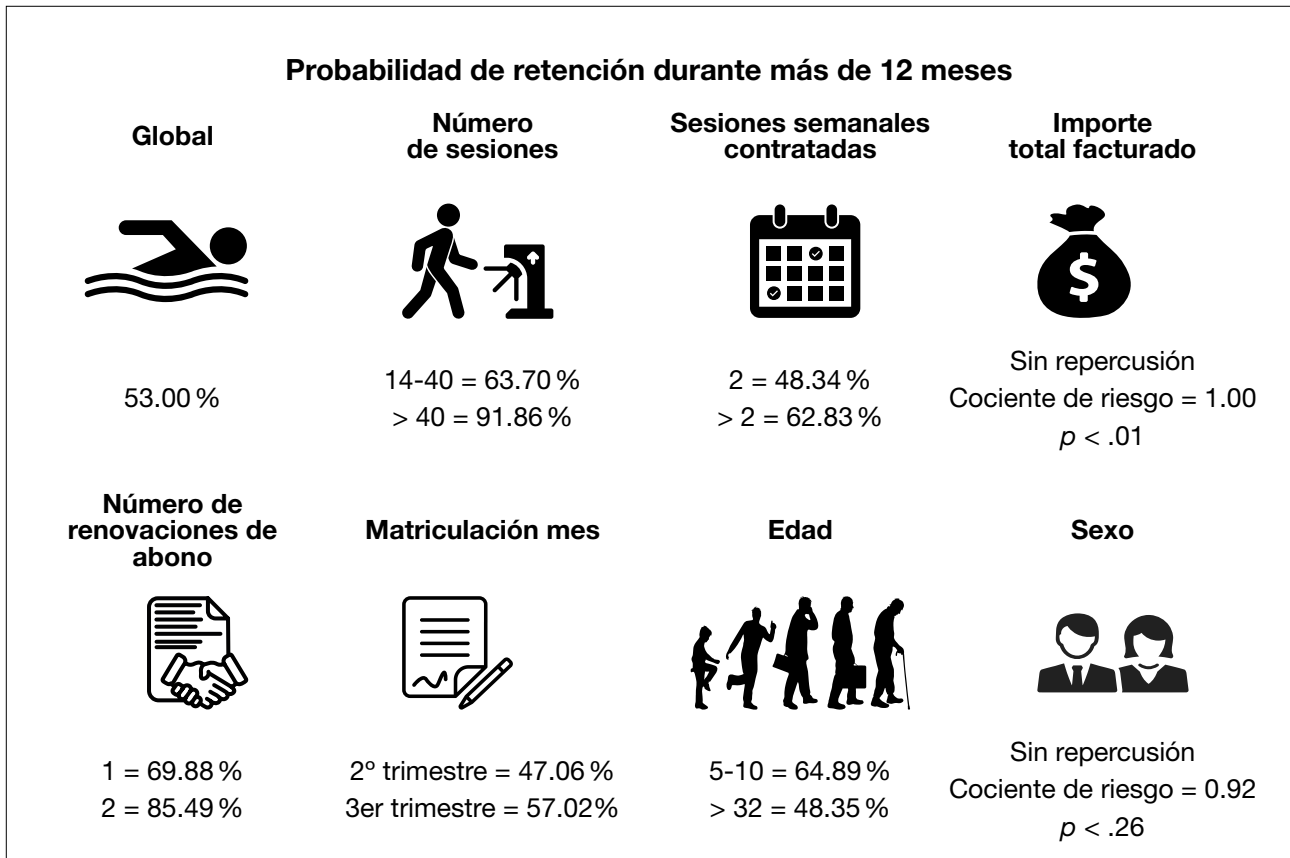 Probabilidad de retención durante más de 12 meses
Global
53.00 %
Número
de sesiones
14-40 = 63.70 %
> 40 = 91.86 %
Sesiones semanales
contratadas
2 = 48.34 %
> 2 = 62.83 %
Importe
total facturado
$
Sin repercusión
Cociente de riesgo = 1.00
p < .01
Número de
renovaciones de
abono
1 = 69.88 %
2 = 85.49 %
Matriculación mes
2º trimestre = 47.06 %
3er trimestre = 57.02%
Edad
5-10 = 64.89 %
> 32 = 48.35 %
Sexo
Sin repercusión
Cociente de riesgo = 0.92
p < .26